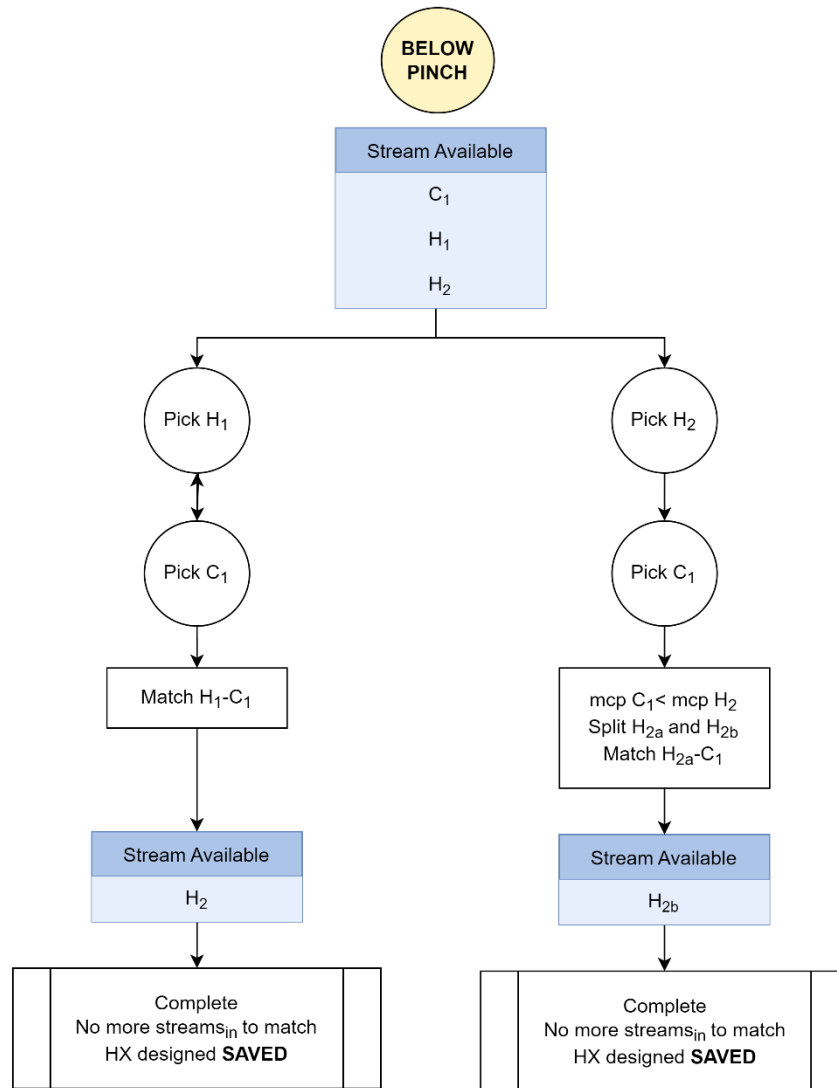 BELOW
PINCH
Stream Available
C₁
H₁
H₂
Pick H₁
Pick H₂
Pick C₁
Pick C₁
Match H₁-C₁
mcp C₁< mcp H₂
Split H₂ₐ and H₂b
Match H₂ₐ-C₁
Stream Available
H₂
Stream Available
H₂b
Complete
No more streamsᵢₙ to match
HX designed SAVED
Complete
No more streamsᵢₙ to match
HX designed SAVED